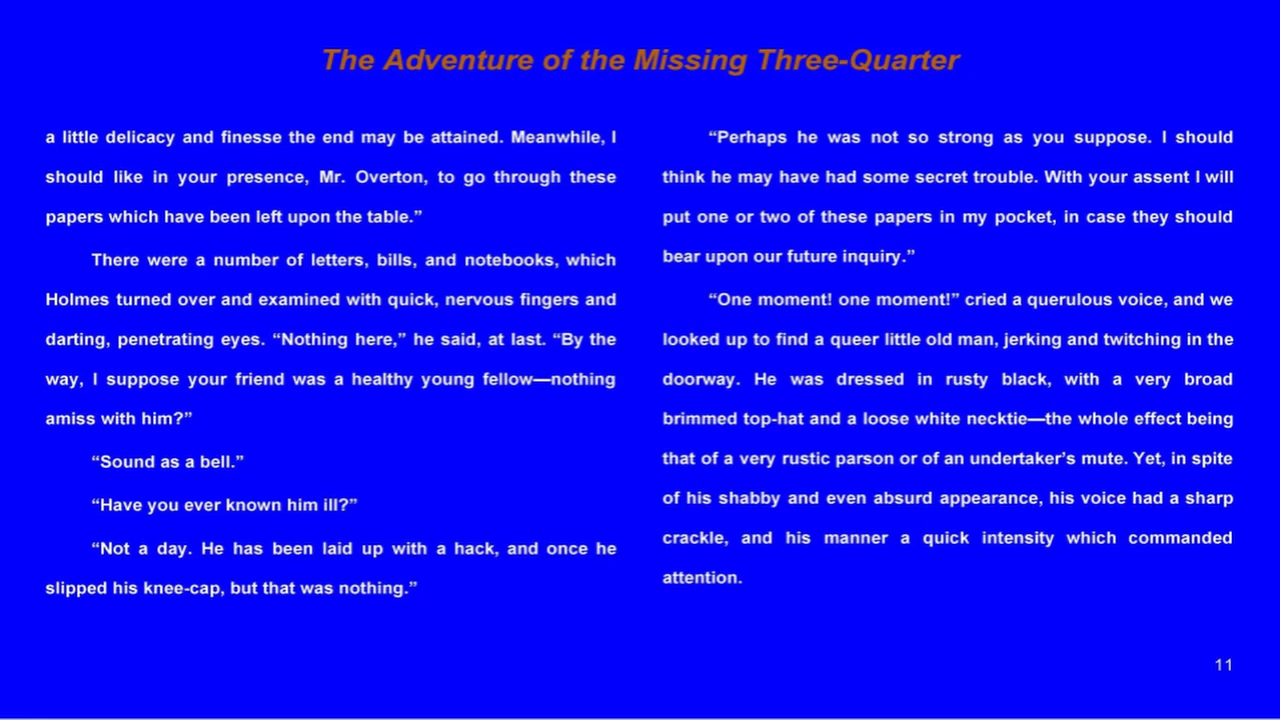 The Adventure of the Missing Three-Quarter
a little delicacy and finesse the end may be attained. Meanwhile, I
should like in your presence, Mr. Overton, to go through these
papers which have been left upon the table.”
There were a number of letters, bills, and notebooks, which
Holmes turned over and examined with quick, nervous fingers and
darting, penetrating eyes. “Nothing here,” he said, at last. “By the
way, I suppose your friend was a healthy young fellow—nothing
amiss with him?”
“Sound as a bell.”
“Have you ever known him ill?”
“Not a day. He has been laid up with a hack, and once he
slipped his knee-cap, but that was nothing.”
“Perhaps he was not so strong as you suppose. I should
think he may have had some secret trouble. With your assent I will
put one or two of these papers in my pocket, in case they should
bear upon our future inquiry.”
“One moment! one moment!” cried a querulous voice, and we
looked up to find a queer little old man, jerking and twitching in the
doorway. He was dressed in rusty black, with a very broad
brimmed top-hat and a loose white necktie—the whole effect being
that of a very rustic parson or of an undertaker’s mute. Yet, in spite
of his shabby and even absurd appearance, his voice had a sharp
crackle, and his manner a quick intensity which commanded
attention.
11